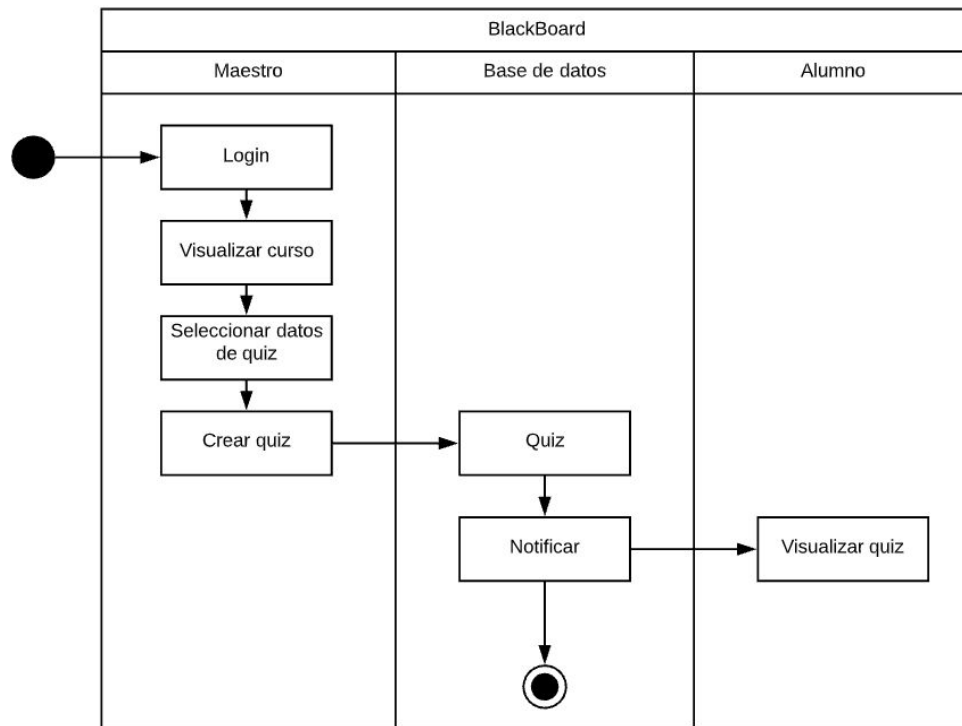 BlackBoard
Maestro
Base de datos
Alumno
Login
Visualizar curso
Seleccionar datos
de quiz
Crear quiz
Quiz
Notificar
Visualizar quiz